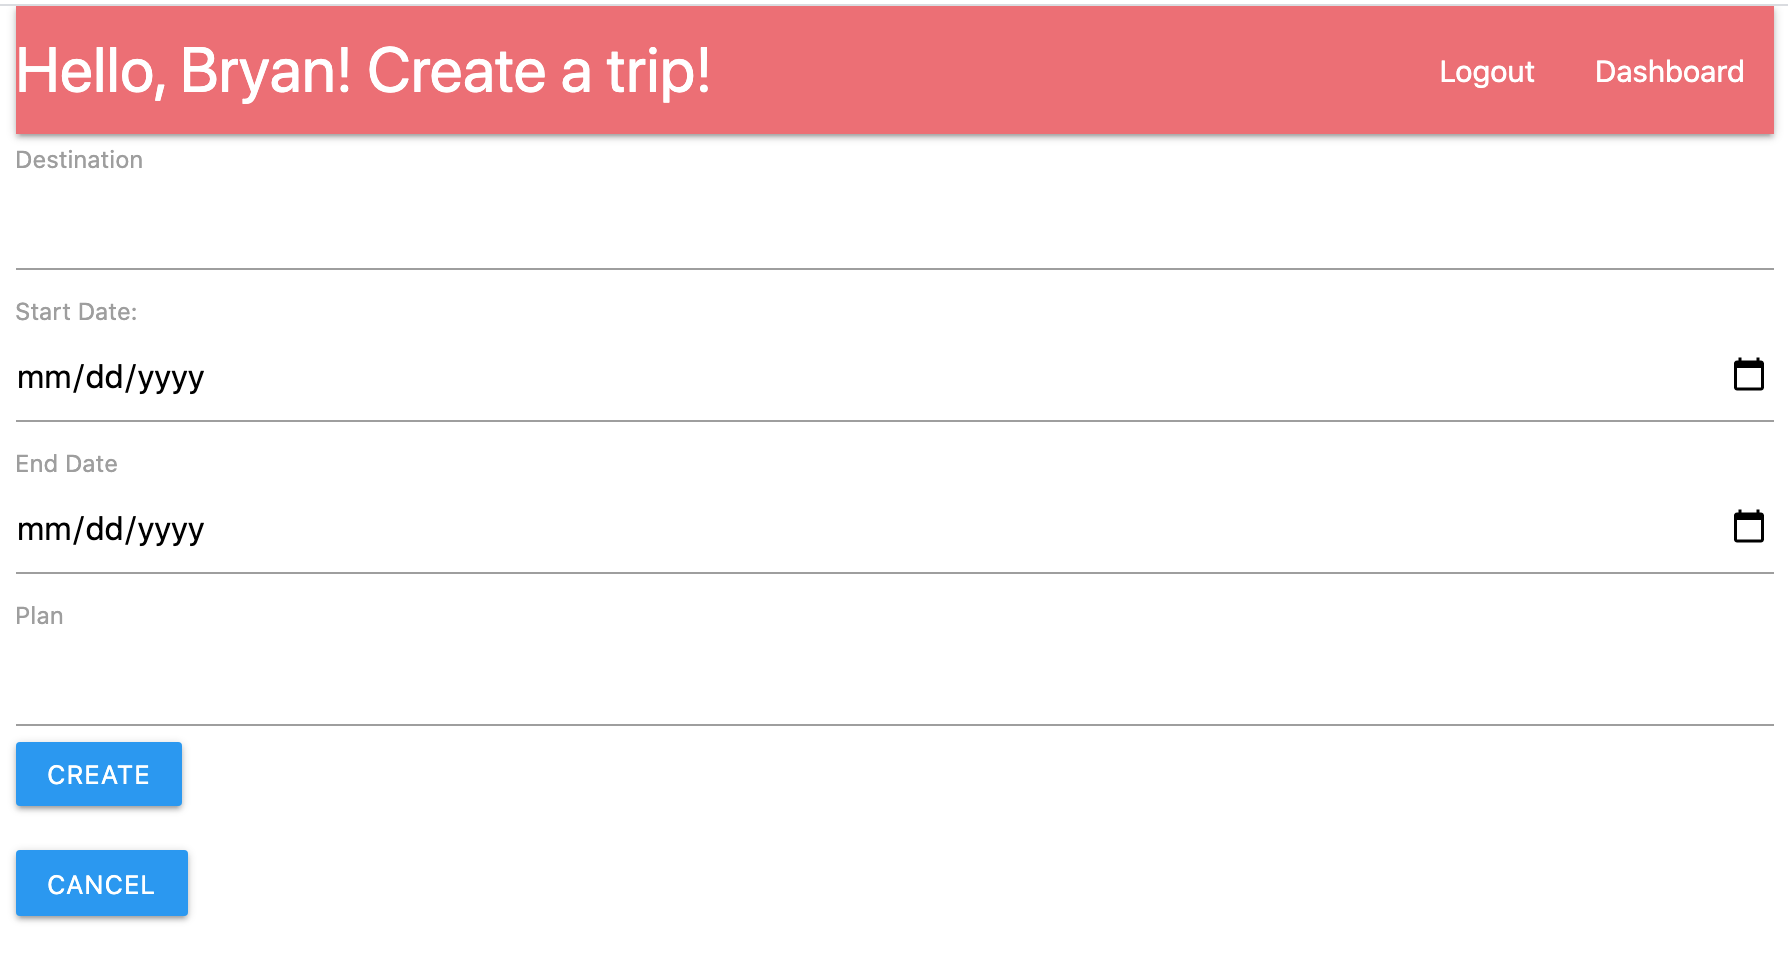 Hello, Bryan! Create a trip! Logout Dashboard
Destination
Start Date:
mm/dd/yyyy
End Date
mm/dd/yyyy
Plan
CREATE
CANCEL